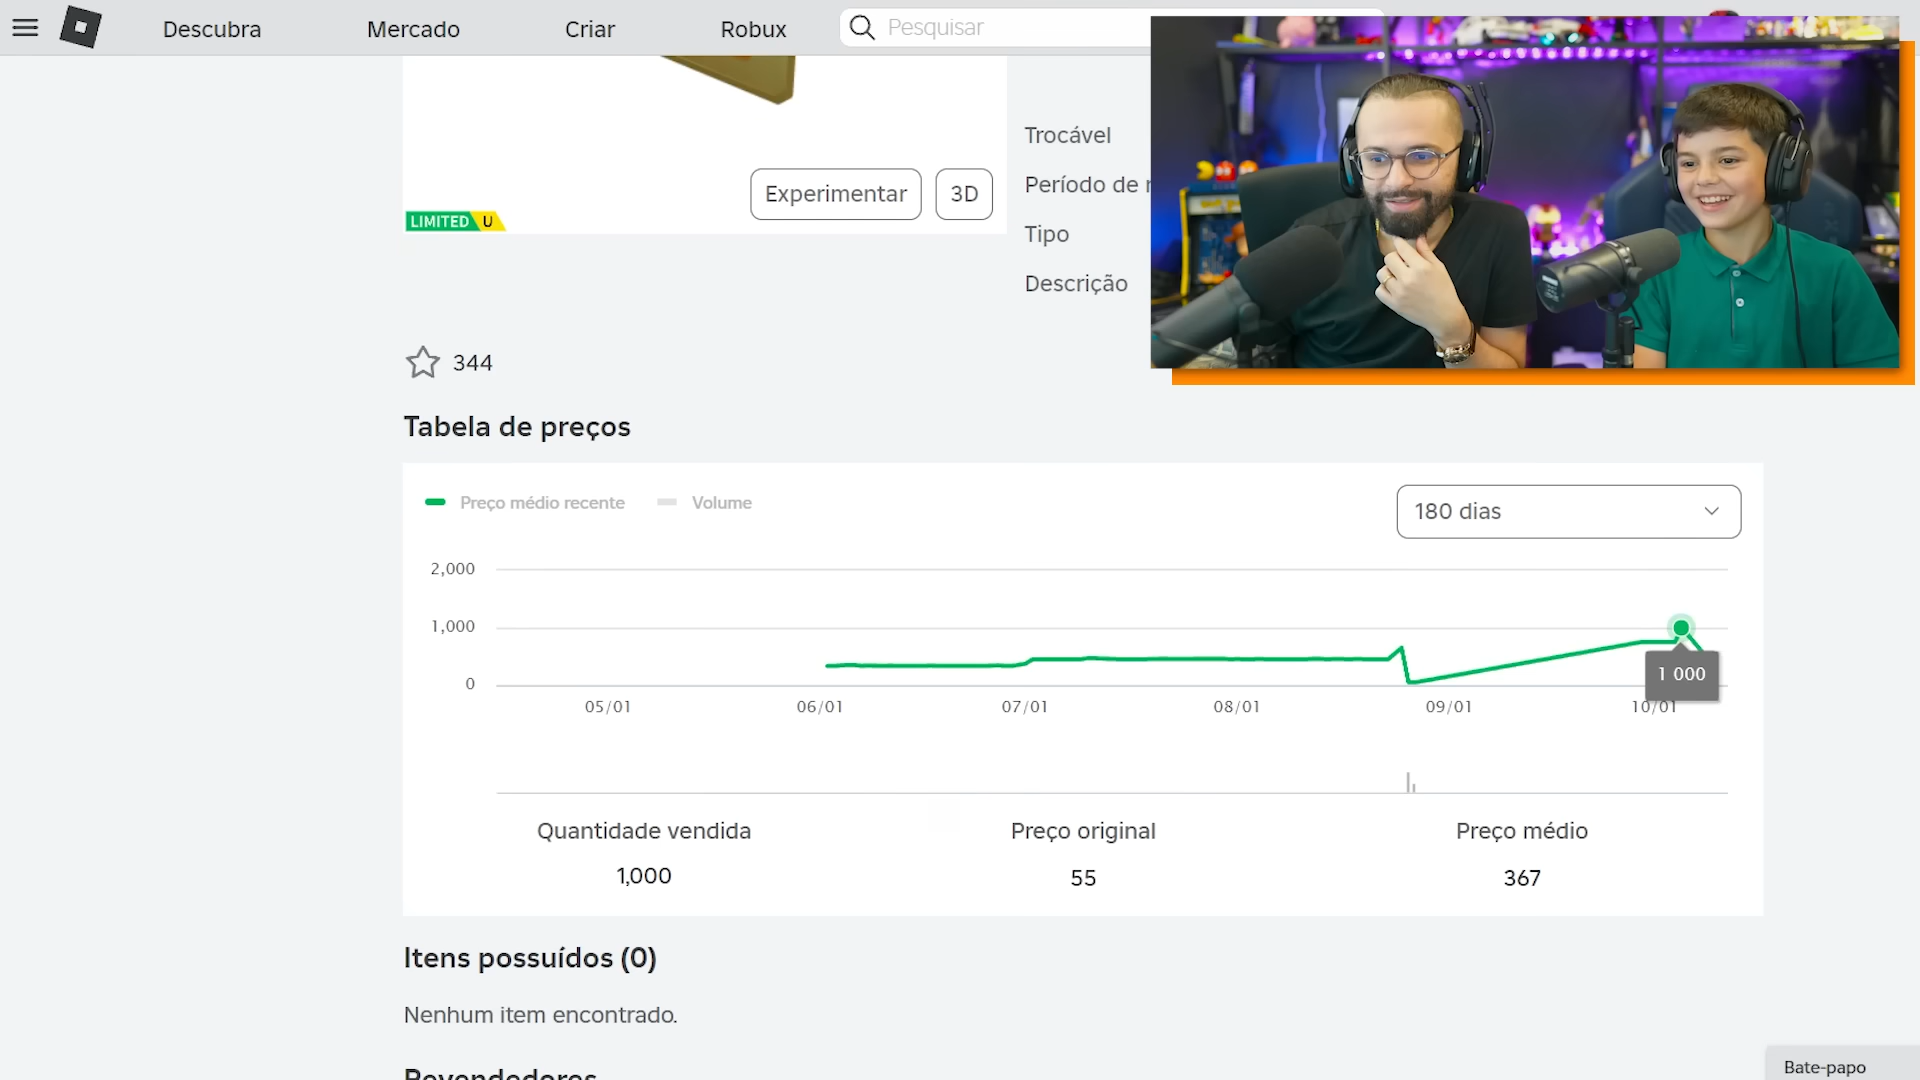 Descubra
Mercado
Criar
Robux
Pesquisar
Trocável
Experimentar
3D
Período de
LIMITED U
Tipo
Descrição
344
Tabela de preços
Preço médio recente
Volume
180 dias
2,000
1,000
0
1 000
05/01
06/01
07/01
08/01
09/01
10/01
Quantidade vendida
Preço original
Preço médio
1,000
55
367
Itens possuídos (0)
Nenhum item encontrado.
Revendedores
Bate-papo